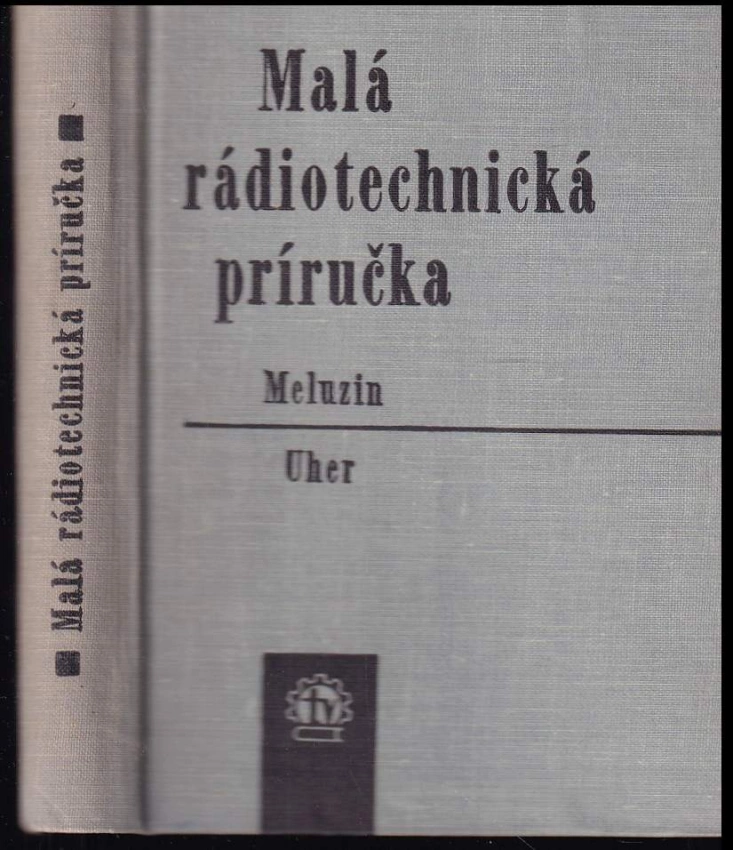 Malá
rádiotechnická
príručka
Meluzin
Uher
Malá rádiotechnická príručka